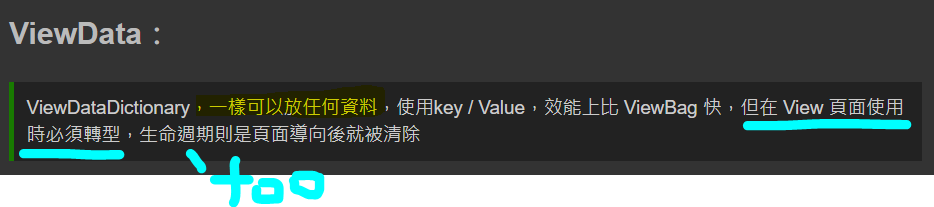 ViewData：
ViewDataDictionary，一樣可以放任何資料，使用key / Value，效能上比 ViewBag 快，但在 View 頁面使用
時必須轉型，生命週期則是頁面導向後就被清除
too